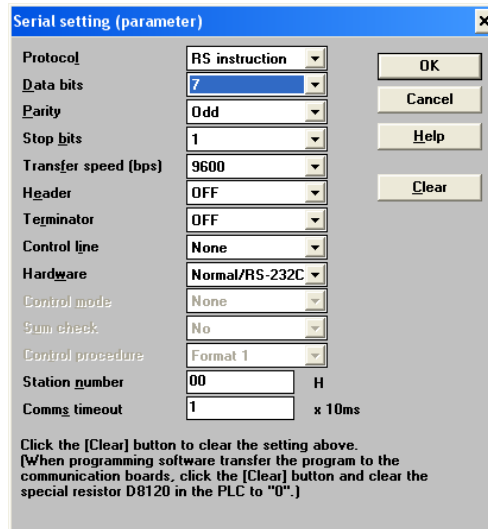 Serial setting (parameter)
Protocol RS instruction OK
Data bits 7
Cancel
Parity Odd
Stop bits 1 Help
Transfer speed (bps) 9600
Header OFF Clear
Terminator OFF
Control line None
Hardware Normal/RS-232C
Control mode None
Sum check No
Control procedure Format 1
Station number 00 H
Comms timeout 1 x 10ms
Click the [Clear] button to clear the setting above.
(When programming software transfer the program to the
communication boards, click the [Clear] button and clear the
special resistor D8120 in the PLC to "0".)